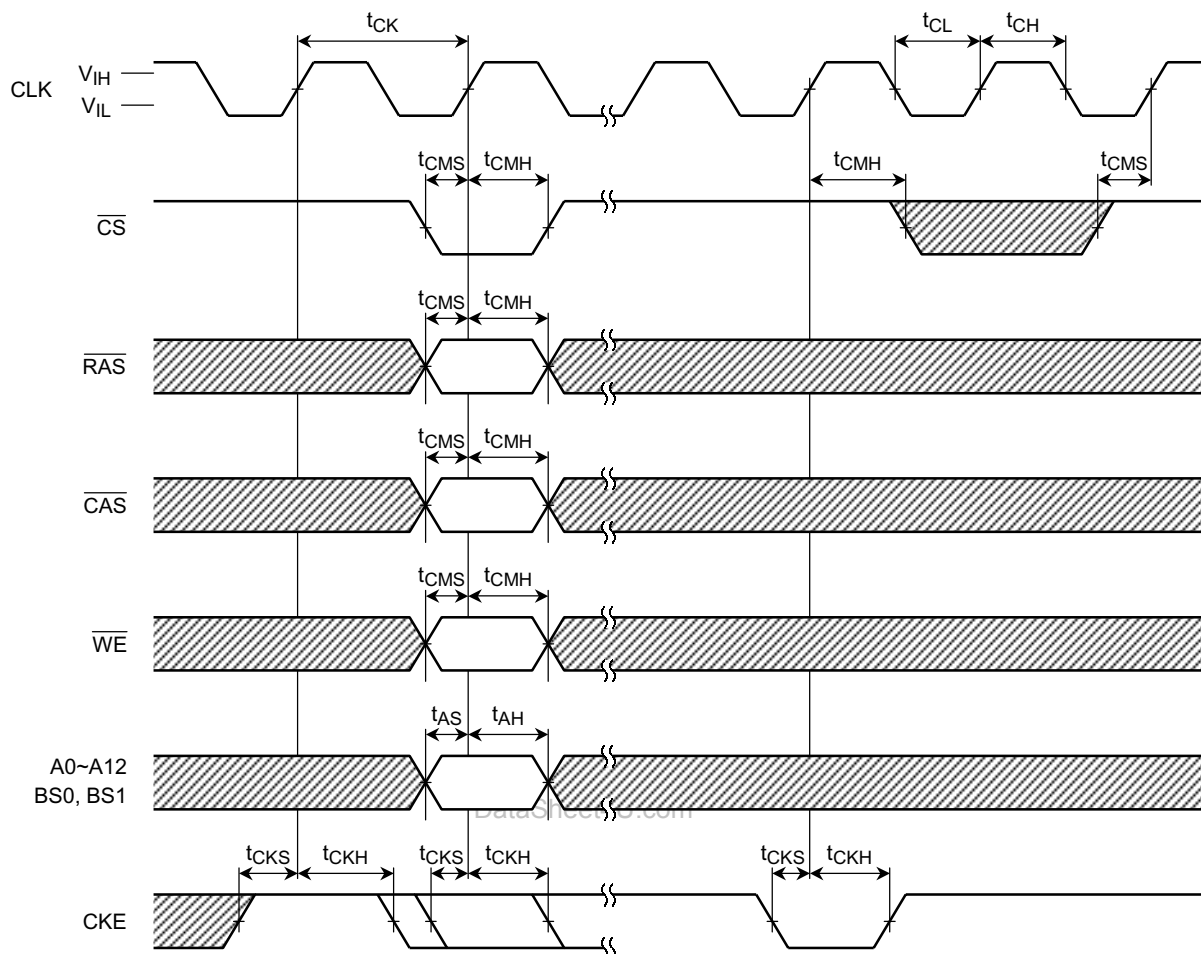 tCK
tCL
tCH
CLK
VIH
VIL
tCMS
tCMH
tCMH
tCMS
CS
tCMS
tCMH
RAS
tCMS
tCMH
CAS
tCMS
tCMH
WE
tAS
tAH
A0~A12
BS0, BS1
tCKS
tCKH
tCKS
tCKH
tCKS
tCKH
CKE